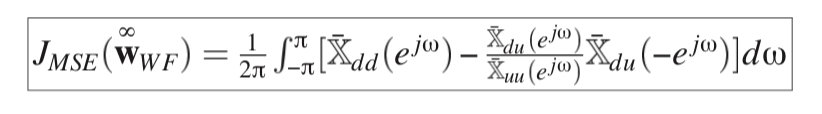 J_{MSE}(\overset{\infty}{\mathbf{w}}_{WF}) = \frac{1}{2\pi} \int_{-\pi}^{\pi} [\bar{\mathbb{X}}_{dd}(e^{j\omega}) - \frac{\bar{\mathbb{X}}_{du}(e^{j\omega})}{\bar{\mathbb{X}}_{uu}(e^{j\omega})} \bar{\mathbb{X}}_{du}(-e^{j\omega})] d\omega